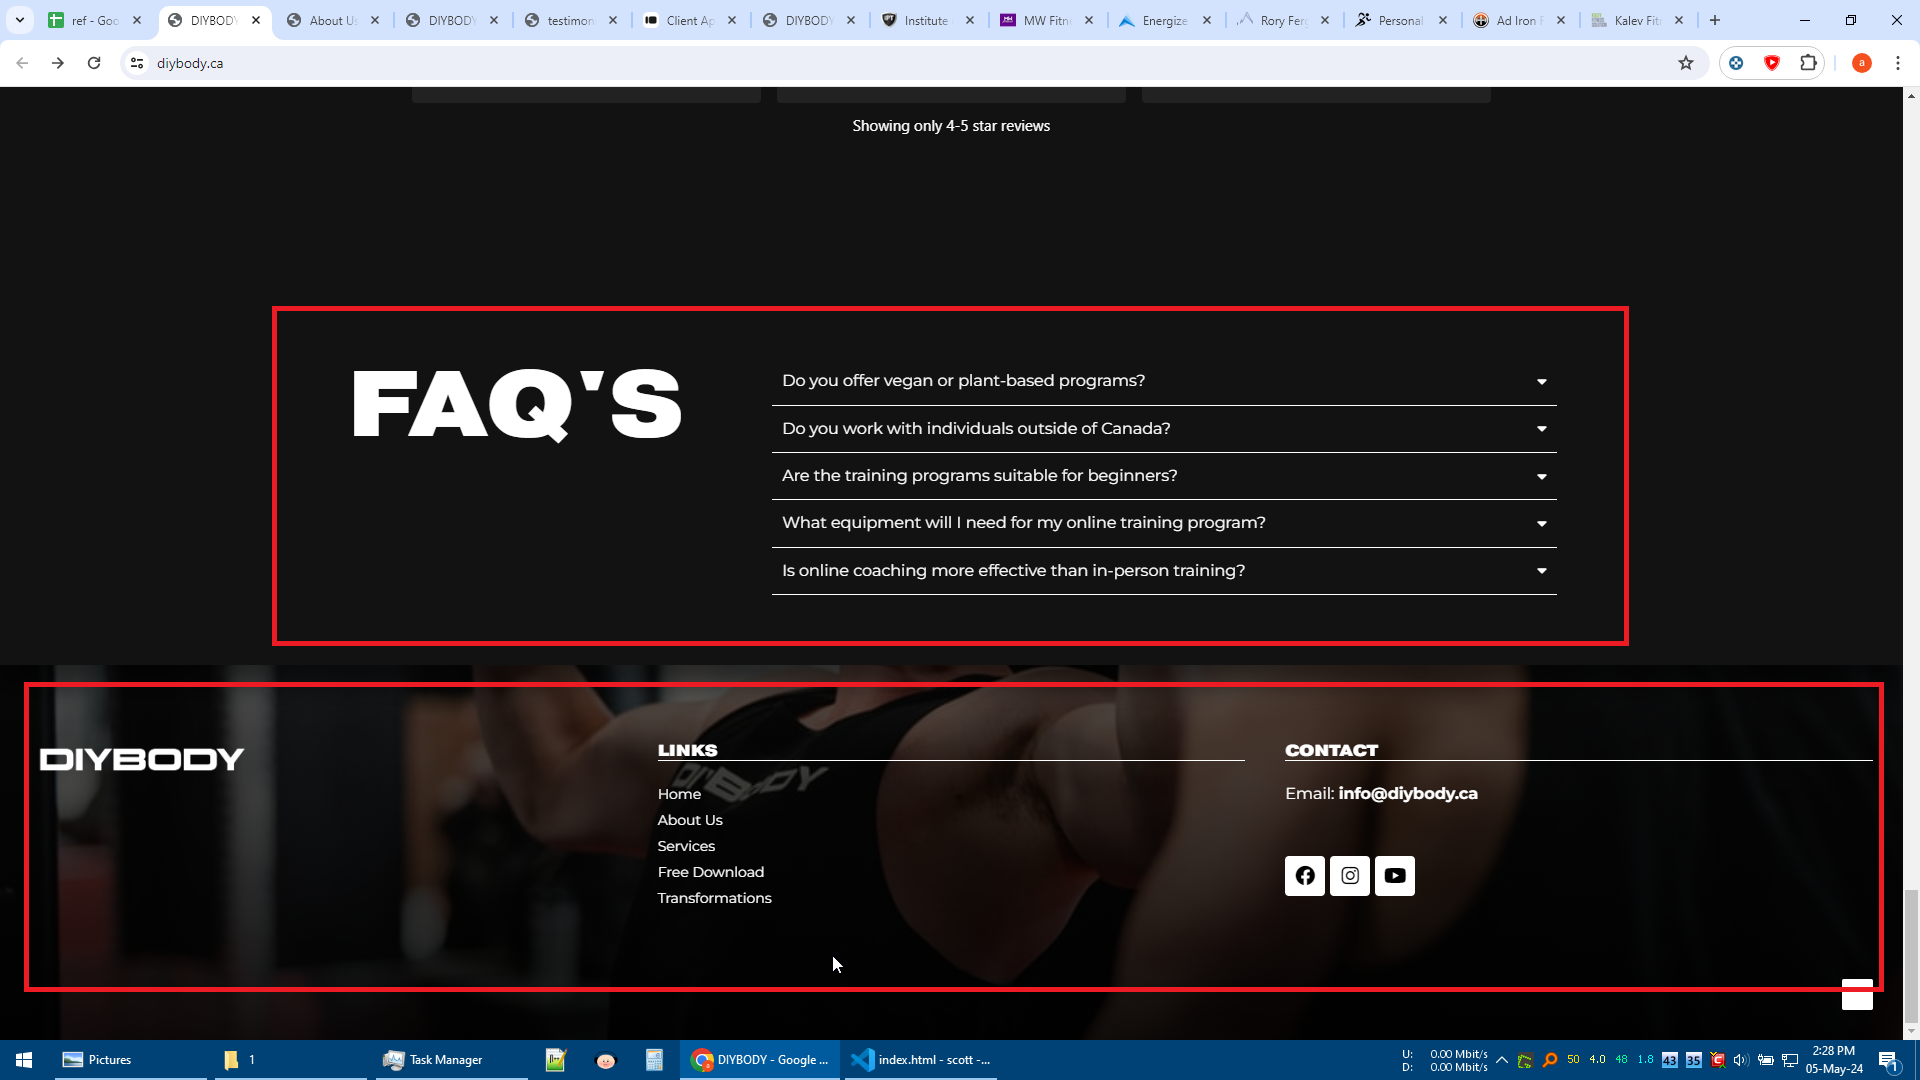 ref - Goo
DIYBODY
About Us
DIYBODY
testimon
Client Ap
DIYBODY
Institute
MW Fitn
Energize
Rory Fer
Personal
Ad Iron F
Kalev Fit
diybody.ca
a
Showing only 4-5 star reviews
FAQ'S
Do you offer vegan or plant-based programs?
Do you work with individuals outside of Canada?
Are the training programs suitable for beginners?
What equipment will I need for my online training program?
Is online coaching more effective than in-person training?
DIYBODY
LINKS
Home
About Us
Services
Free Download
Transformations
CONTACT
Email: info@diybody.ca
DIYBODY
Pictures
1
Task Manager
DIYBODY - Google ...
index.html - scott -...
U: 0.00 Mbit/s
D: 0.00 Mbit/s
50 4.0 48 1.8 43 35
2:28 PM
05-May-24
1